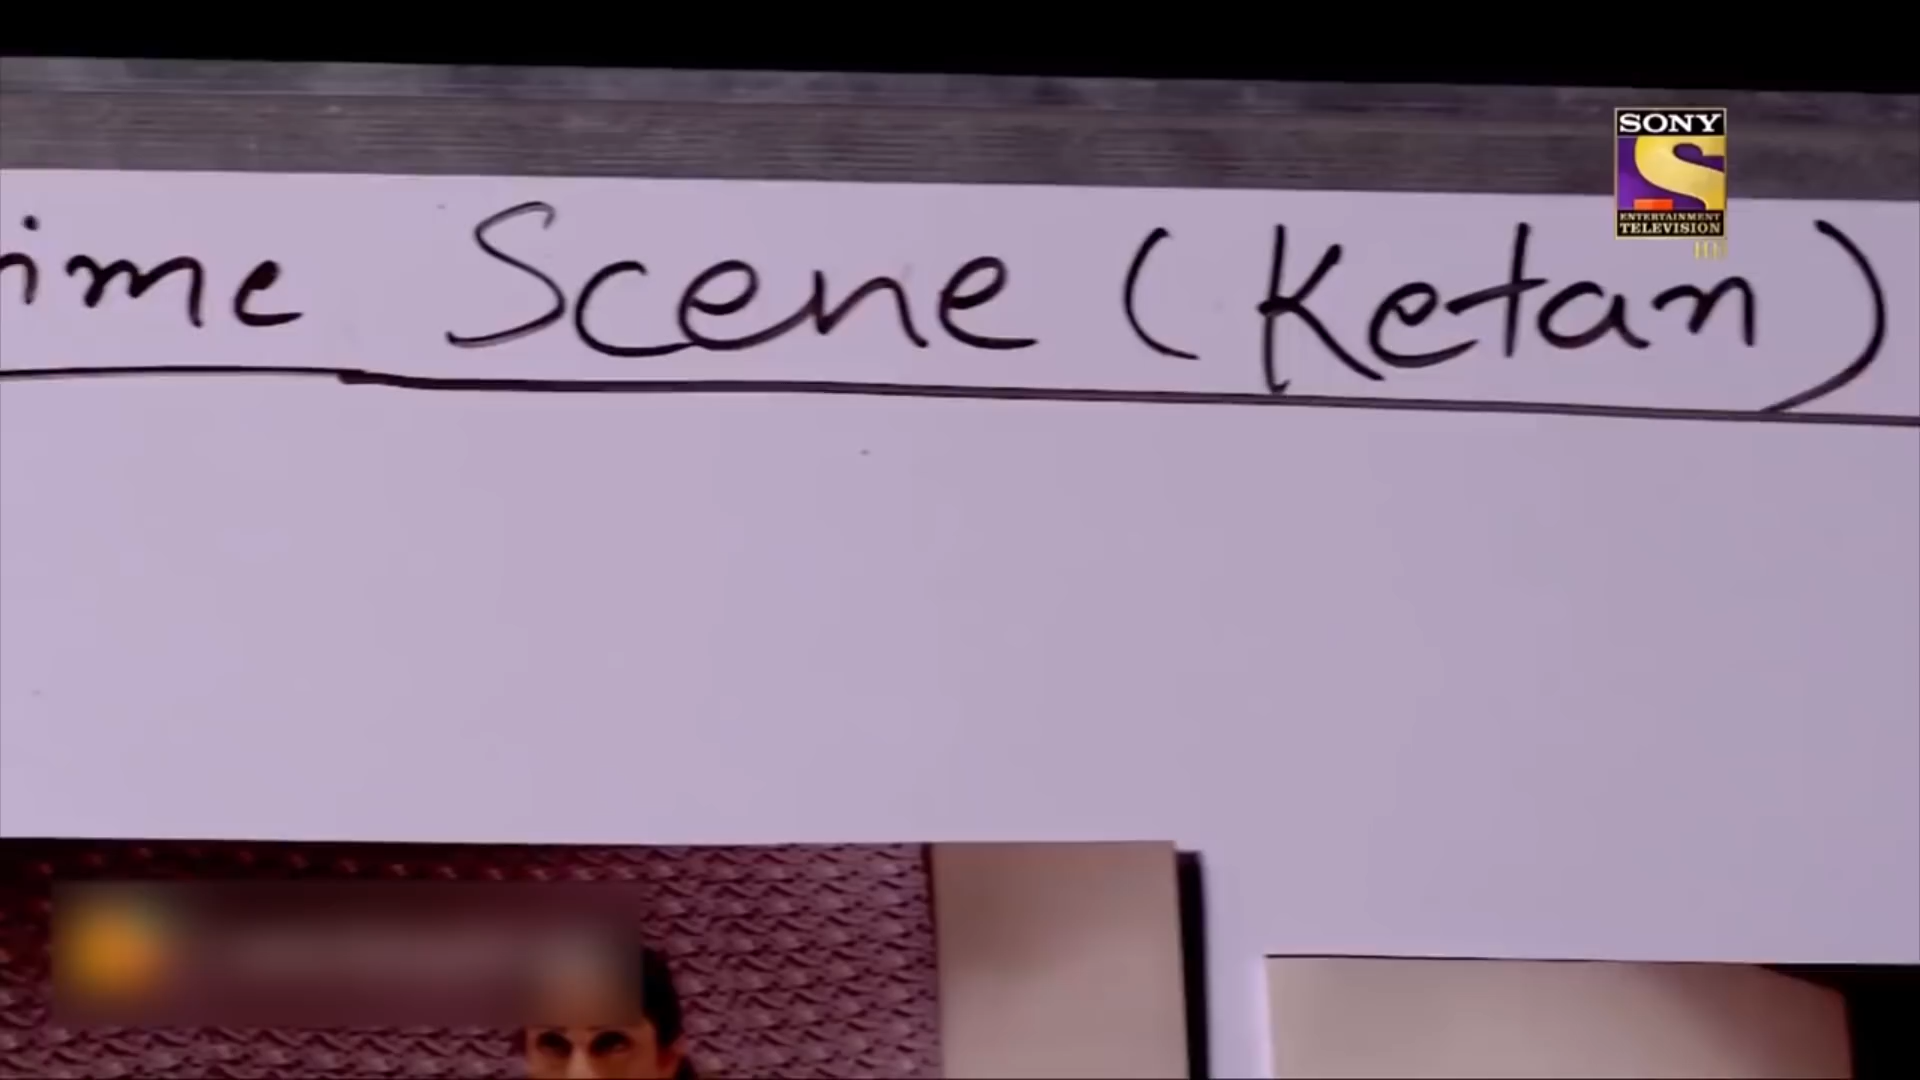 ime Scene (Ketan)
SONY
ENTERTAINMENT
TELEVISION
HD